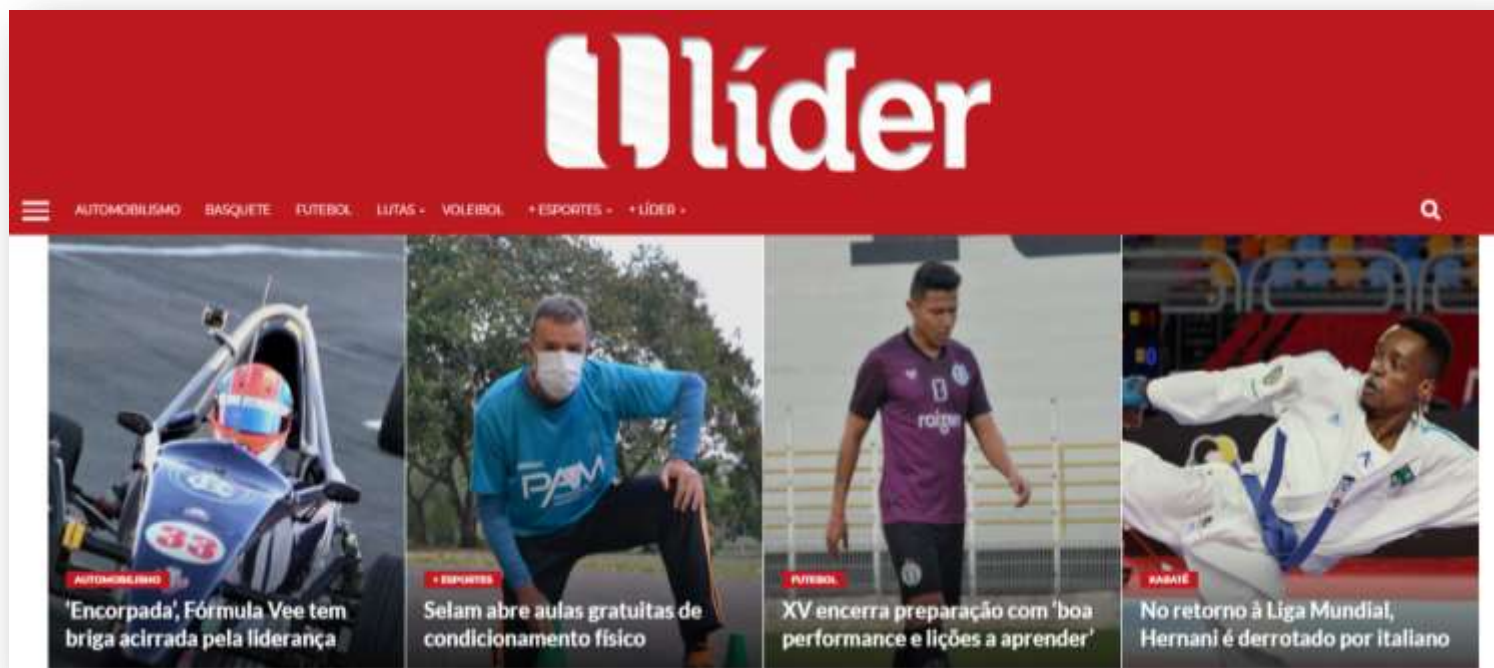 líder
AUTOMOBILISMO BASQUETE FUTEBOL LUTAS VOLEIBOL + ESPORTES + LÍDER
33
AUTOMOBILISMO
'Encorpada', Fórmula Vee tem
briga acirrada pela liderança
PAM
+ ESPORTES
Selam abre aulas gratuitas de
condicionamento físico
FUTEBOL
XV encerra preparação com 'boa
performance e lições a aprender'
KARATÊ
No retorno à Liga Mundial,
Hernani é derrotado por italiano